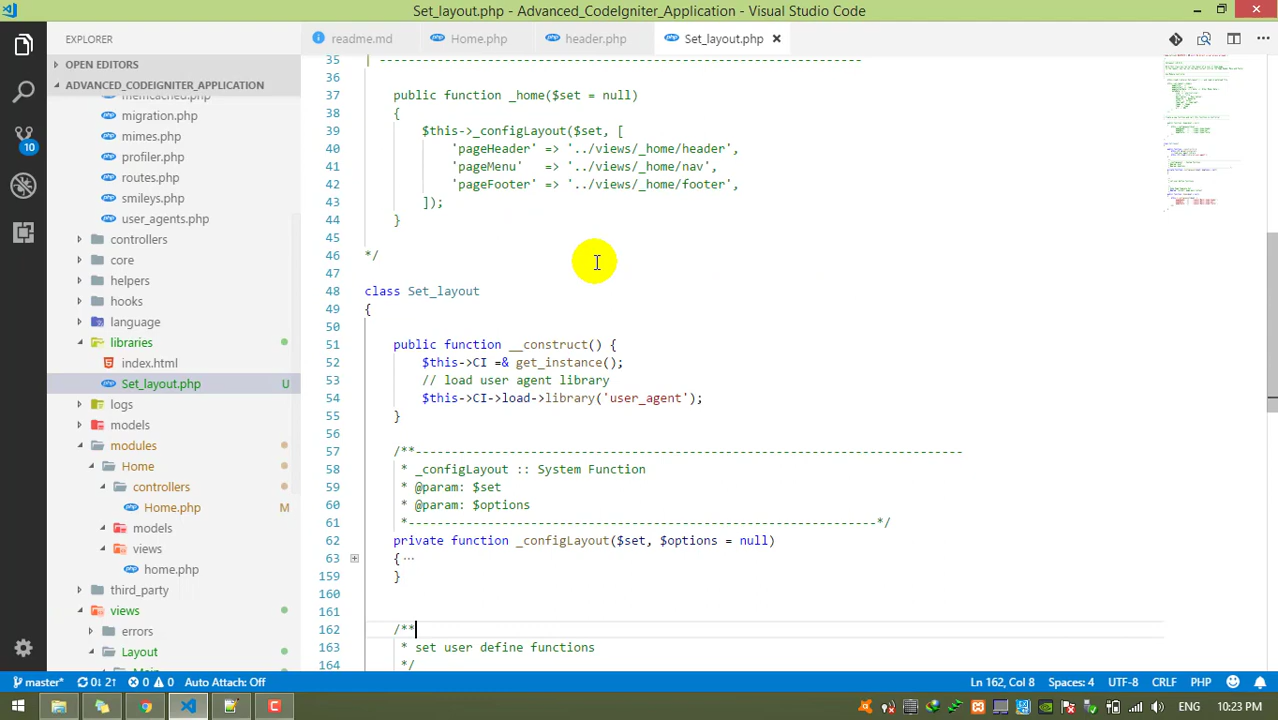 Set_layout.php - Advanced_CodeIgniter_Application - Visual Studio Code
EXPLORER
readme.md
Home.php
header.php
Set_layout.php
OPEN EDITORS
ADVANCED_CODEIGNITER_APPLICATION
memcached.php
migration.php
mimes.php
profiler.php
routes.php
smileys.php
user_agents.php
controllers
core
helpers
hooks
language
libraries
index.html
Set_layout.php U
logs
models
modules
Home
controllers
Home.php M
models
views
home.php
third_party
views
errors
Layout
Main
10
35 -----------------------------------------------------------------
36
37 public function _home($set = null)
38 {
39 $this->_configLayout($set, [
40 'pageHeader' => '../views/_home/header',
41 'pageMenu' => '../views/_home/nav',
42 'pageFooter' => '../views/_home/footer',
43 ]);
44 }
45
46 */
47
48 class Set_layout
49 {
50
51 public function __construct() {
52 $this->CI =& get_instance();
53 // load user agent library
54 $this->CI->load->library('user_agent');
55 }
56
57 /**----------------------------------------------------------------------------
58 * _configLayout :: System Function
59 * @param: $set
60 * @param: $options
61 *-----------------------------------------------------------------*/
62 private function _configLayout($set, $options = null)
63 { ···
159 }
160
161
162 /**
163 * set user define functions
164 */
master* 0↓ 2↑ 0 0 Auto Attach: Off
Ln 162, Col 8 Spaces: 4 UTF-8 CRLF PHP
ENG 10:23 PM